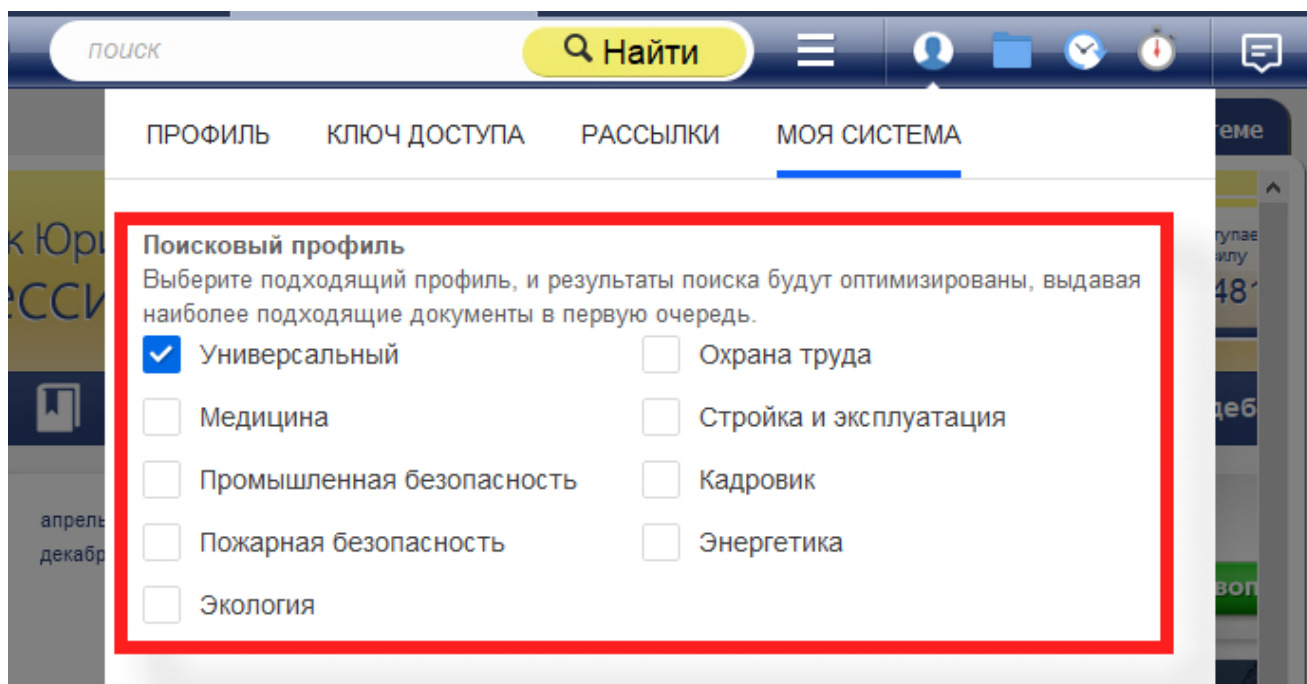 поиск
Найти
ПРОФИЛЬ КЛЮЧ ДОСТУПА РАССЫЛКИ МОЯ СИСТЕМА
Поисковый профиль
Выберите подходящий профиль, и результаты поиска будут оптимизированы, выдавая
наиболее подходящие документы в первую очередь.
Универсальный Охрана труда
Медицина Стройка и эксплуатация
Промышленная безопасность Кадровик
Пожарная безопасность Энергетика
Экология